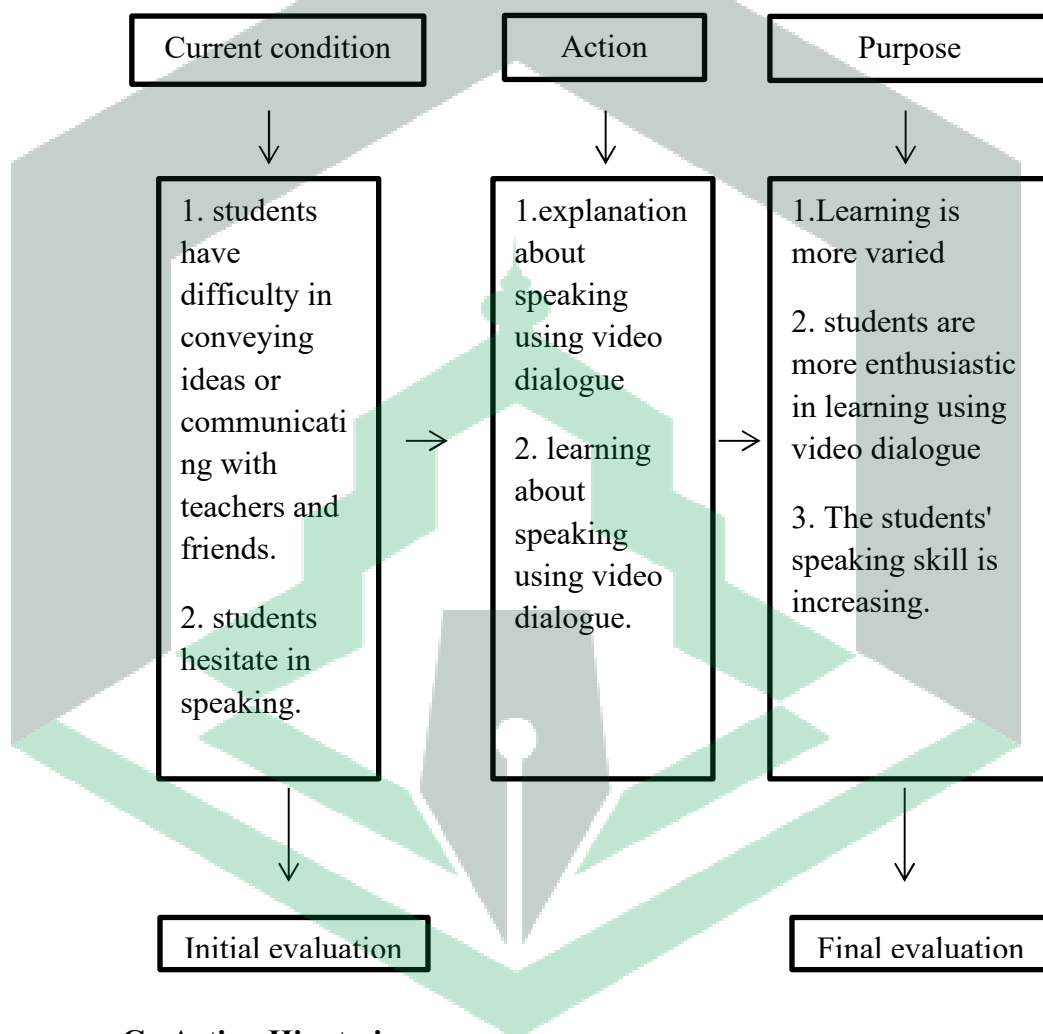 Current condition
Action
Purpose
1. students
have
difficulty in
conveying
ideas or
communicati
ng with
teachers and
friends.
2. students
hesitate in
speaking.
1.explanation
about
speaking
using video
dialogue
2. learning
about
speaking
using video
dialogue.
1.Learning is
more varied
2. students are
more enthusiastic
in learning using
video dialogue
3. The students'
speaking skill is
increasing.
Initial evaluation
Final evaluation